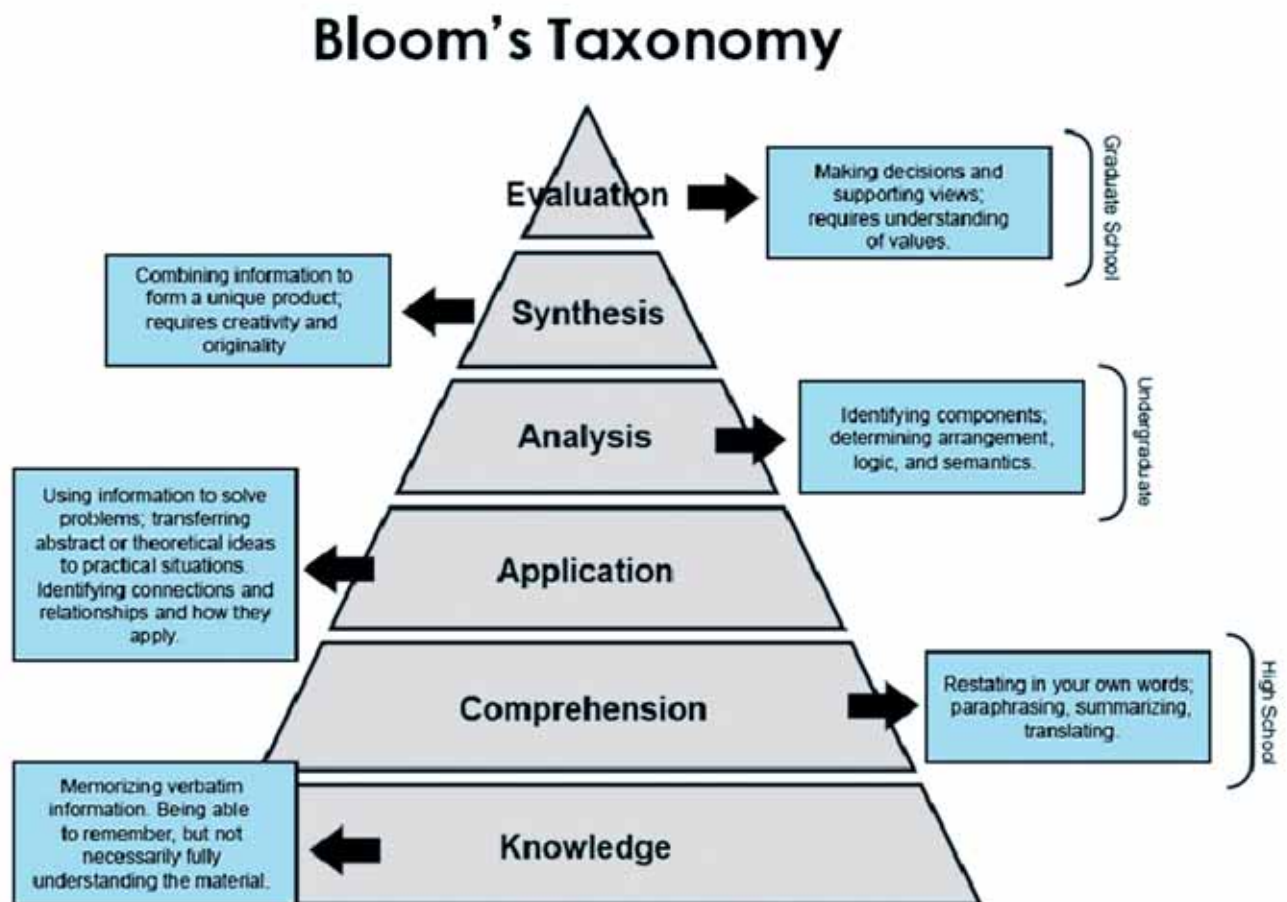 Bloom's Taxonomy
Evaluation
Making decisions and
supporting views;
requires understanding
of values.
Graduate School
Combining information to
form a unique product;
requires creativity and
originality
Synthesis
Analysis
Identifying components;
determining arrangement,
logic, and semantics.
Undergraduate
Using information to solve
problems; transferring
abstract or theoretical ideas
to practical situations.
Identifying connections and
relationships and how they
apply.
Application
Comprehension
Restating in your own words;
paraphrasing, summarizing,
translating.
High School
Memorizing verbatim
information. Being able
to remember, but not
necessarily fully
understanding the material.
Knowledge